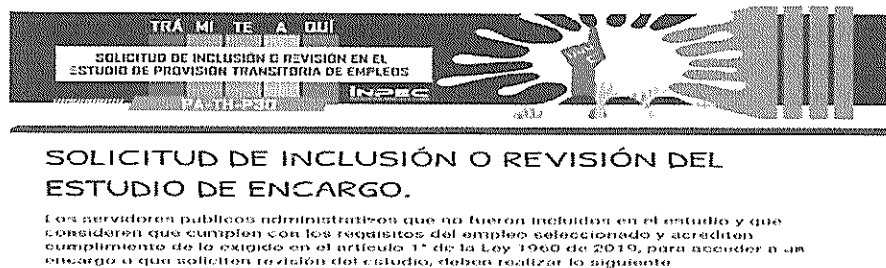 TRÁ MI TE A QUÍ
SOLICITUD DE INCLUSIÓN O REVISIÓN EN EL
ESTUDIO DE PROVISIÓN TRANSITORIA DE EMPLEOS
INPEC
PA-TH-P30
SOLICITUD DE INCLUSIÓN O REVISIÓN DEL
ESTUDIO DE ENCARGO.
Los servidores publicos administrativos que no fueron incluidos en el estudio y que
consideren que cumplen con los requisitos del empleo seleccionado y acrediten
cumplimiento de lo exigido en el artículo 1° de la Ley 1960 de 2019, para acceder a un
encargo o que soliciten revisión del estudio, deben realizar lo siguiente